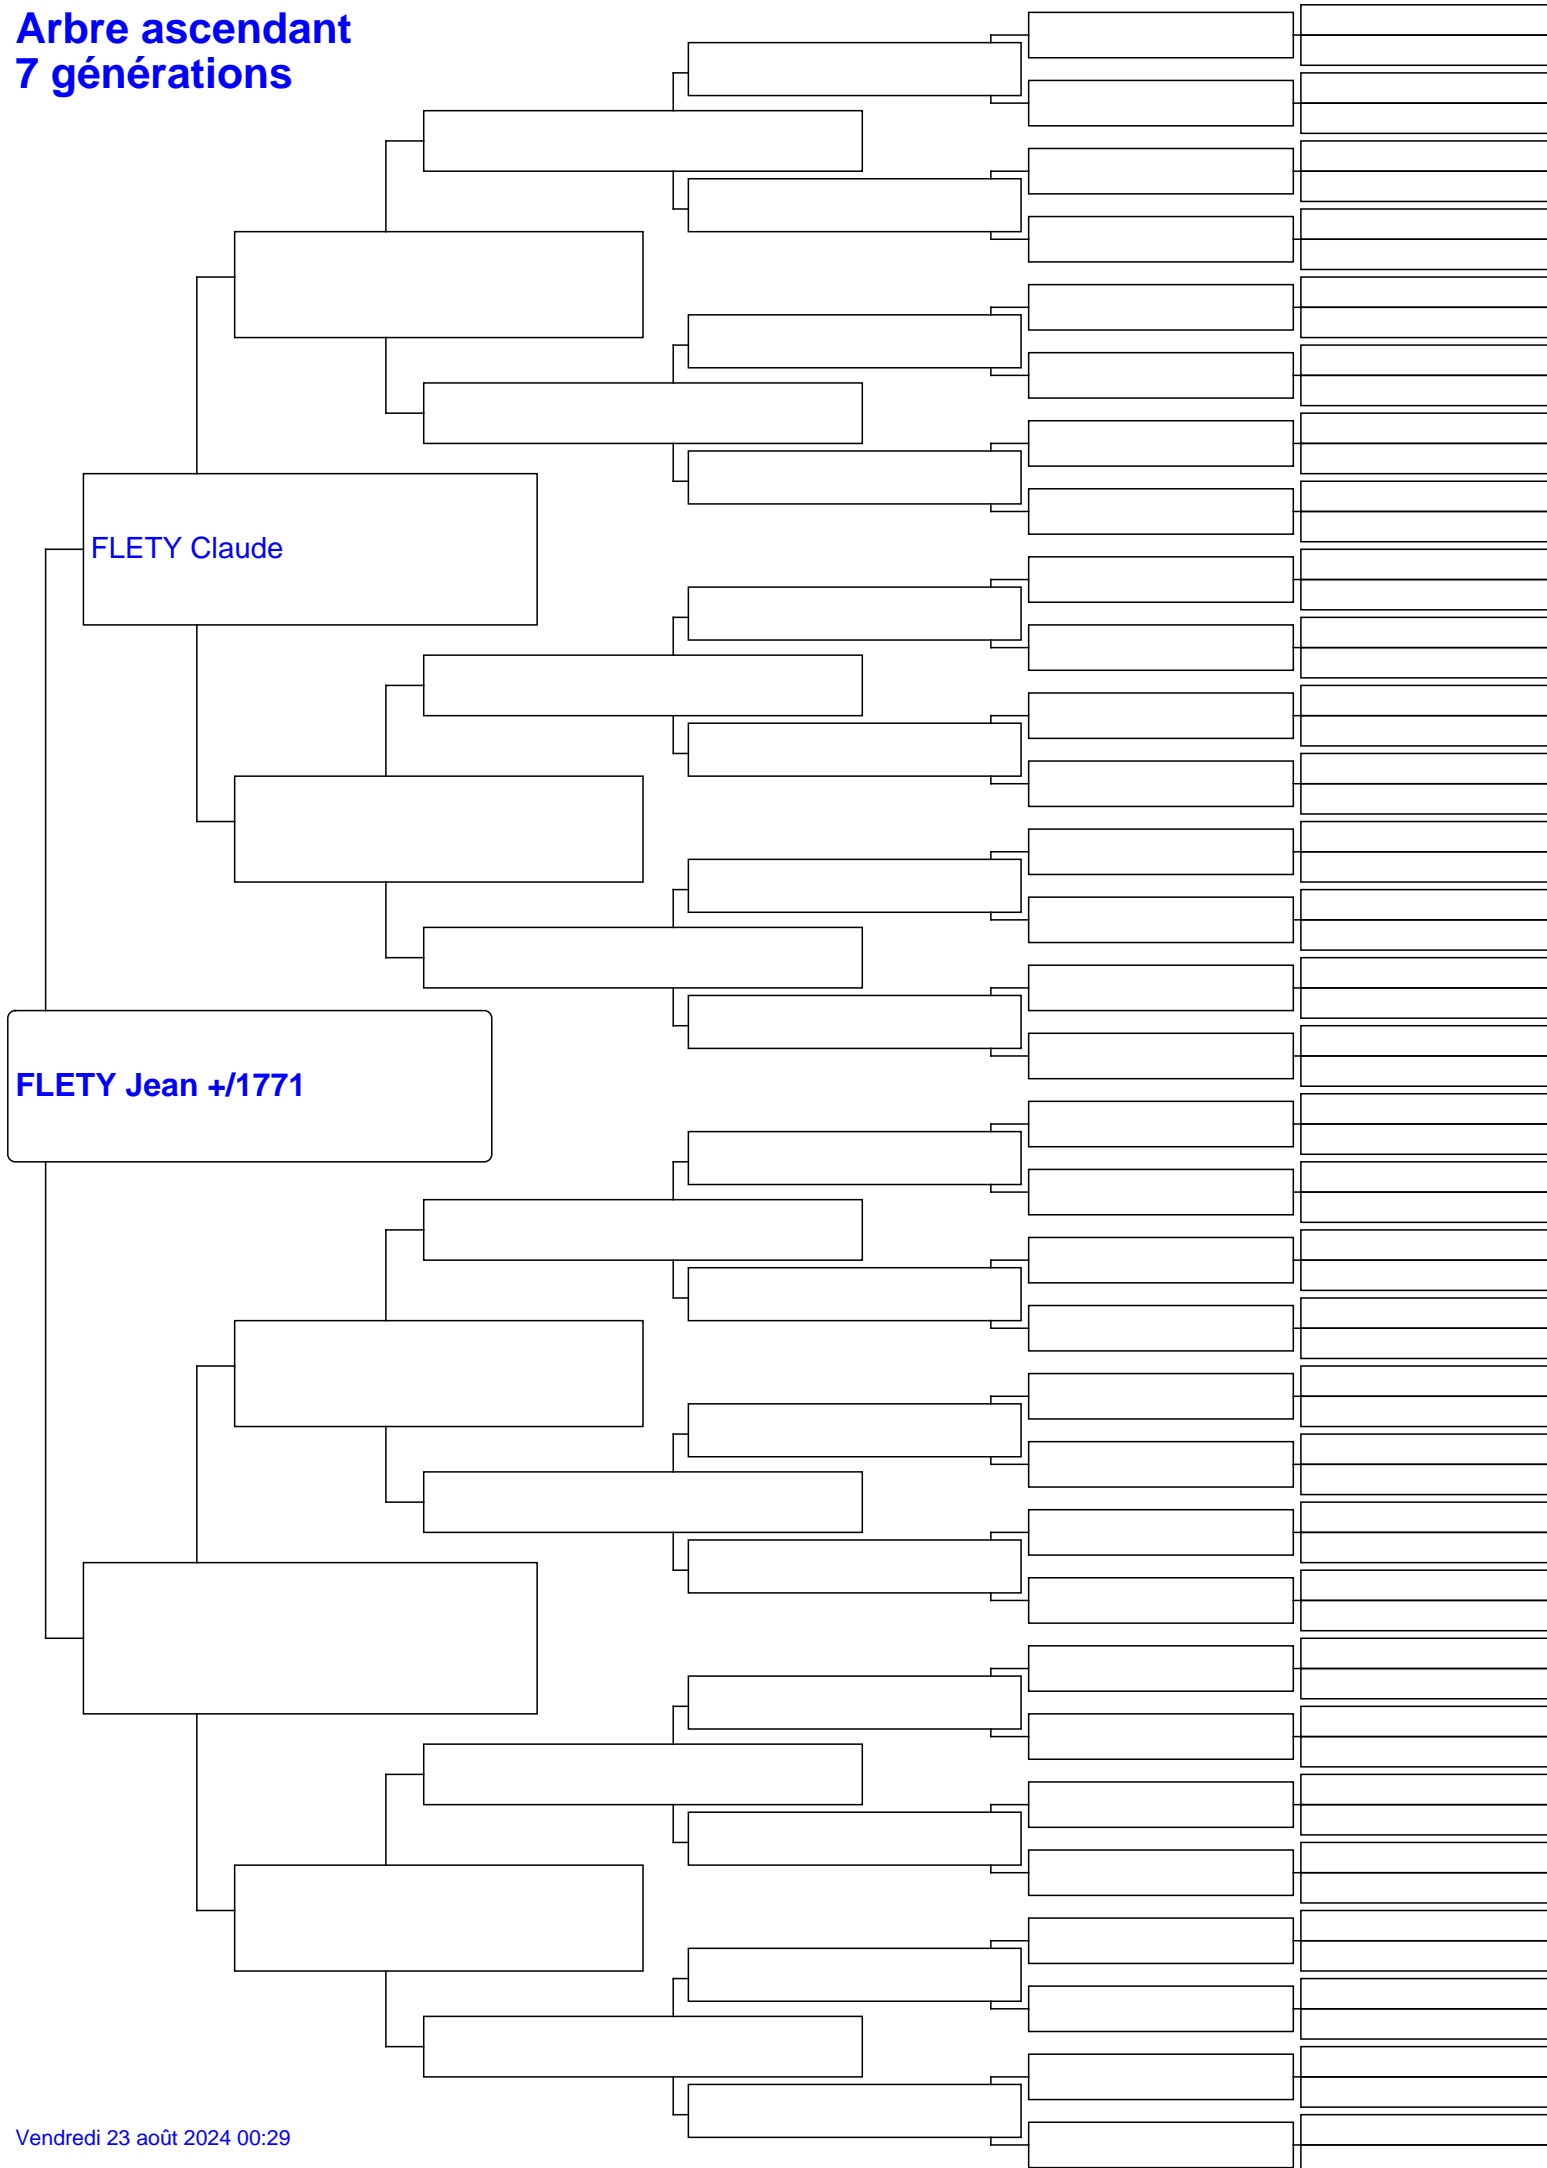 Arbre ascendant
7 générations
FLETY Claude
FLETY Jean +/1771
Vendredi 23 août 2024 00:29